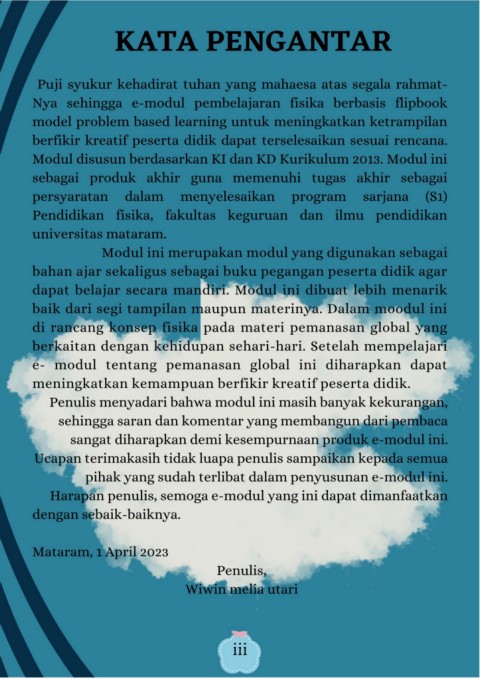 KATA PENGANTAR
Puji syukur kehadirat tuhan yang mahaesa atas segala rahmat-
Nya sehingga e-modul pembelajaran fisika berbasis flipbook
model problem based learning untuk meningkatkan ketrampilan
berfikir kreatif peserta didik dapat terselesaikan sesuai rencana.
Modul disusun berdasarkan KI dan KD Kurikulum 2013. Modul ini
sebagai produk akhir guna memenuhi tugas akhir sebagai
persyaratan dalam menyelesaikan program sarjana (S1)
Pendidikan fisika, fakultas keguruan dan ilmu pendidikan
universitas mataram.
Modul ini merupakan modul yang digunakan sebagai
bahan ajar sekaligus sebagai buku pegangan peserta didik agar
dapat belajar secara mandiri. Modul ini dibuat lebih menarik
baik dari segi tampilan maupun materinya. Dalam moodul ini
di rancang konsep fisika pada materi pemanasan global yang
berkaitan dengan kehidupan sehari-hari. Setelah mempelajari
e- modul tentang pemanasan global ini diharapkan dapat
meningkatkan kemampuan berfikir kreatif peserta didik.
Penulis menyadari bahwa modul ini masih banyak kekurangan,
sehingga saran dan komentar yang membangun dari pembaca
sangat diharapkan demi kesempurnaan produk e-modul ini.
Ucapan terimakasih tidak luapa penulis sampaikan kepada semua
pihak yang sudah terlibat dalam penyusunan e-modul ini.
Harapan penulis, semoga e-modul yang ini dapat dimanfaatkan
dengan sebaik-baiknya.
Mataram, 1 April 2023
Penulis,
Wiwin melia utari
iii